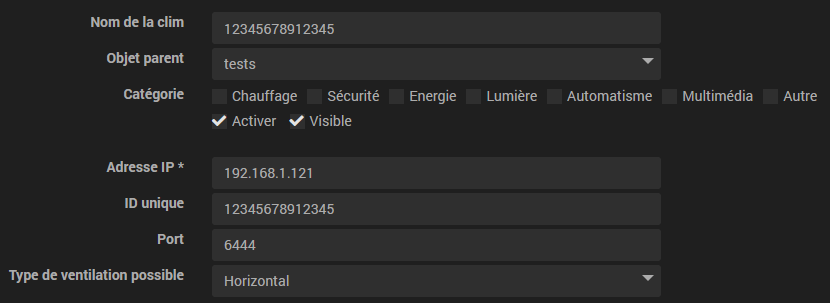 Nom de la clim 12345678912345
Objet parent tests
Catégorie Chauffage Sécurité Energie Lumière Automatisme Multimédia Autre
Activer Visible
Adresse IP * 192.168.1.121
ID unique 12345678912345
Port 6444
Type de ventilation possible Horizontal